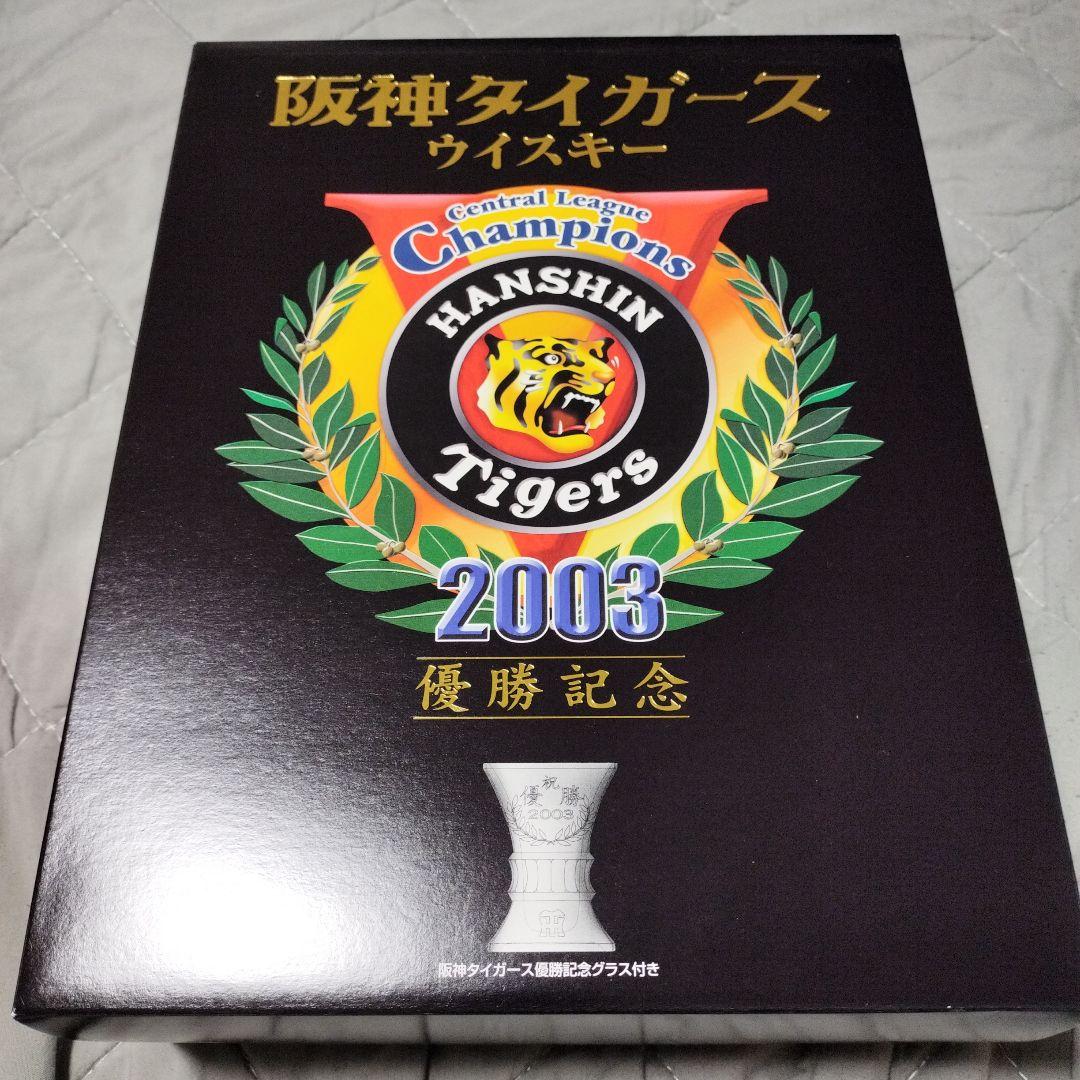 阪神タイガース
ウイスキー
Central League
Champions
HANSHIN
Tigers
2003
優勝記念
祝
優勝
2003
阪神タイガース優勝記念グラス付き